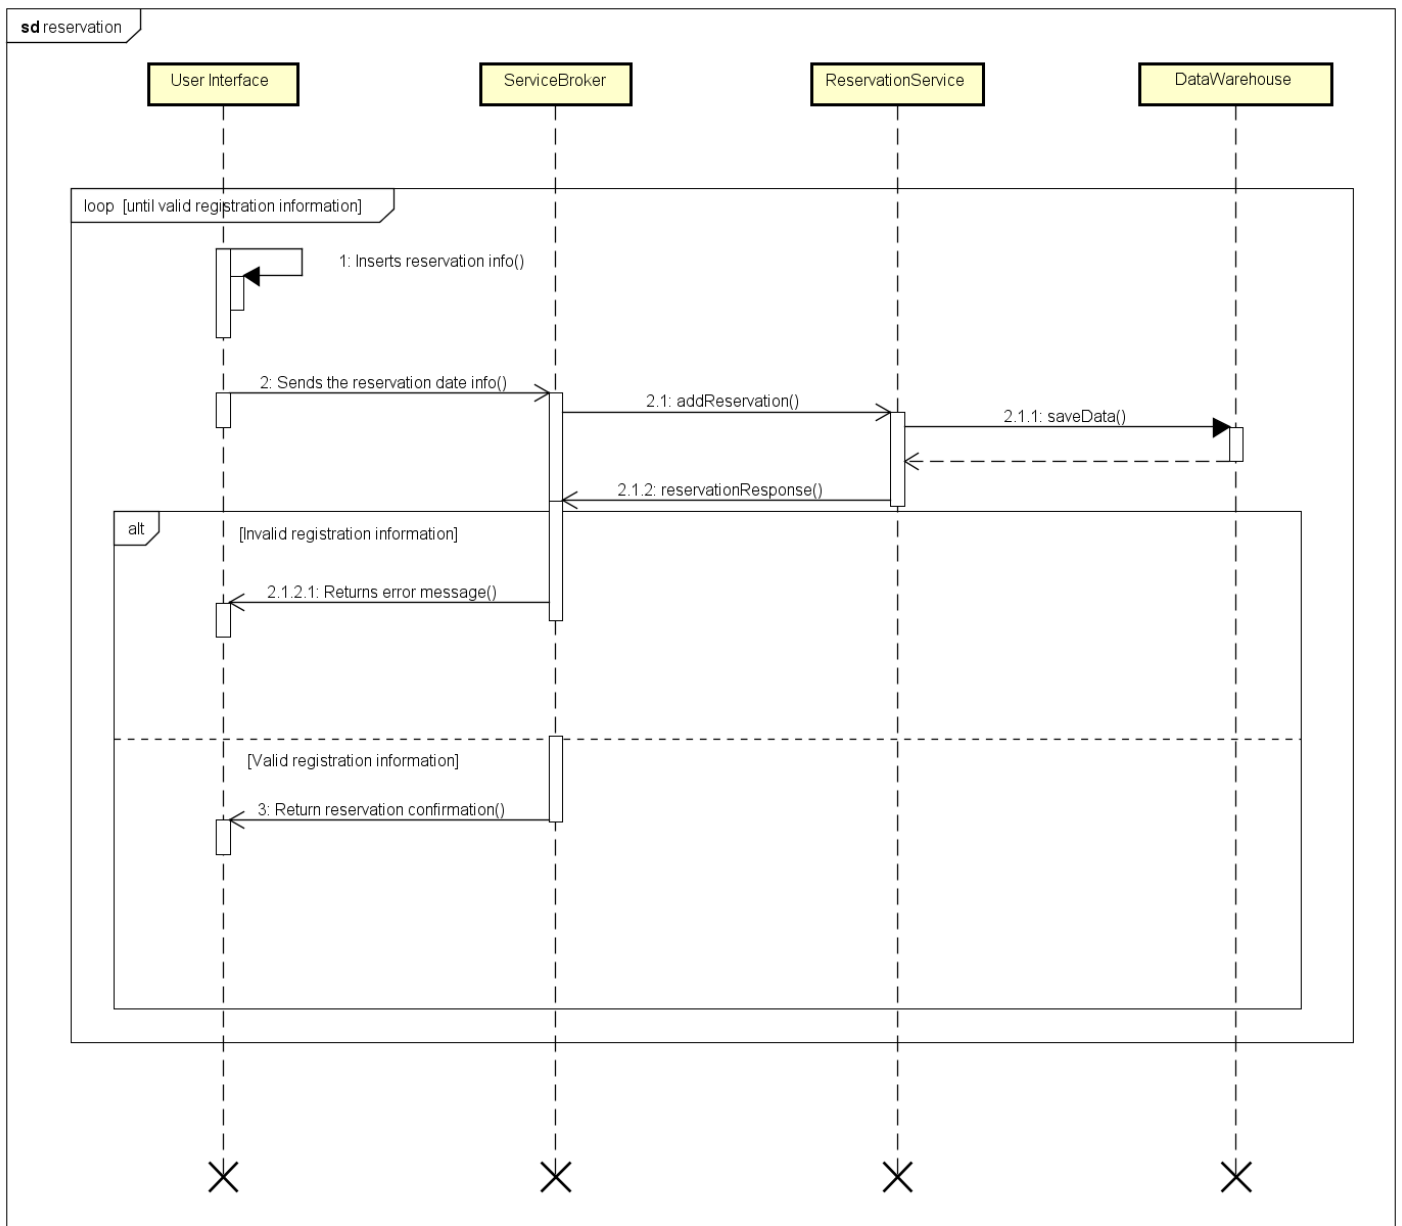 sd reservation
User Interface
ServiceBroker
ReservationService
DataWarehouse
loop [until valid registration information]
1: Inserts reservation info()
2: Sends the reservation date info()
2.1: addReservation()
2.1.1: saveData()
2.1.2: reservationResponse()
alt
[Invalid registration information]
2.1.2.1: Returns error message()
[Valid registration information]
3: Return reservation confirmation()